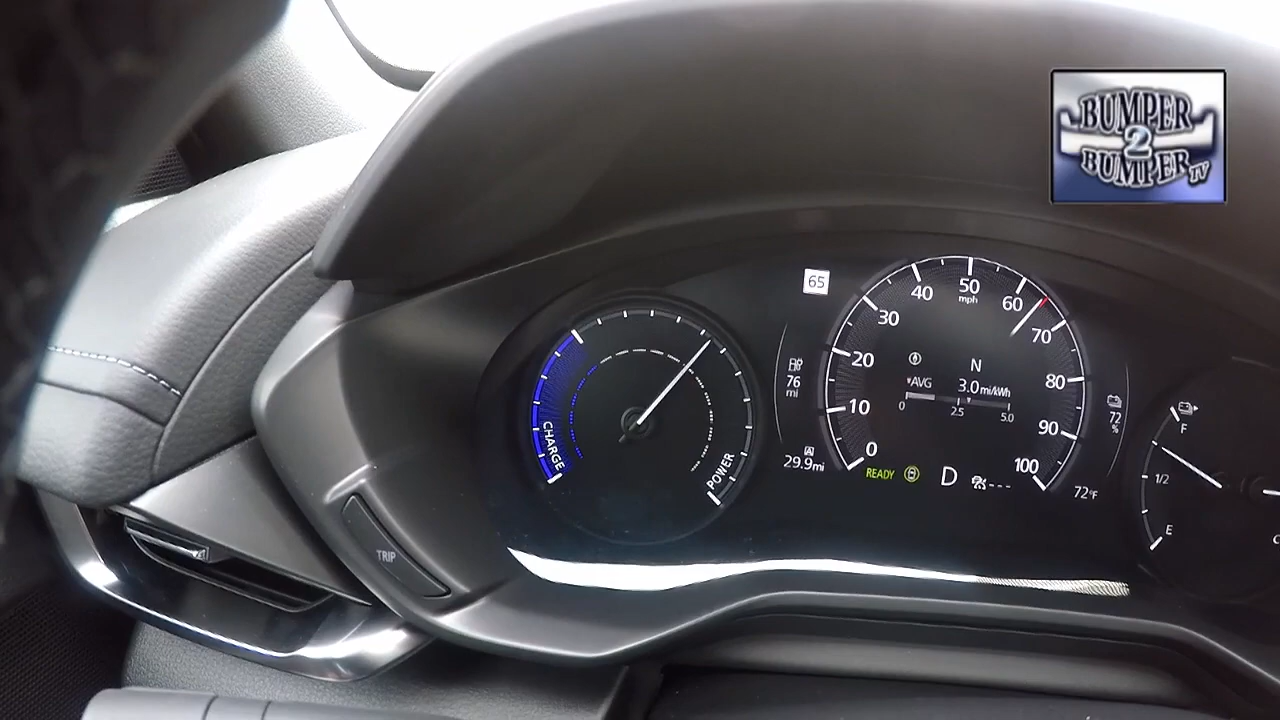 BUMPER
2
BUMPER TV
65
40
50
60
mph
30
70
20
N
76
mi
AVG
3.0 mi/kWh
80
0
2.5
5.0
72
%
10
90
F
CHARGE
POWER
A
29.9mi
0
READY
D
---
100
1/2
72°F
E
C
TRIP